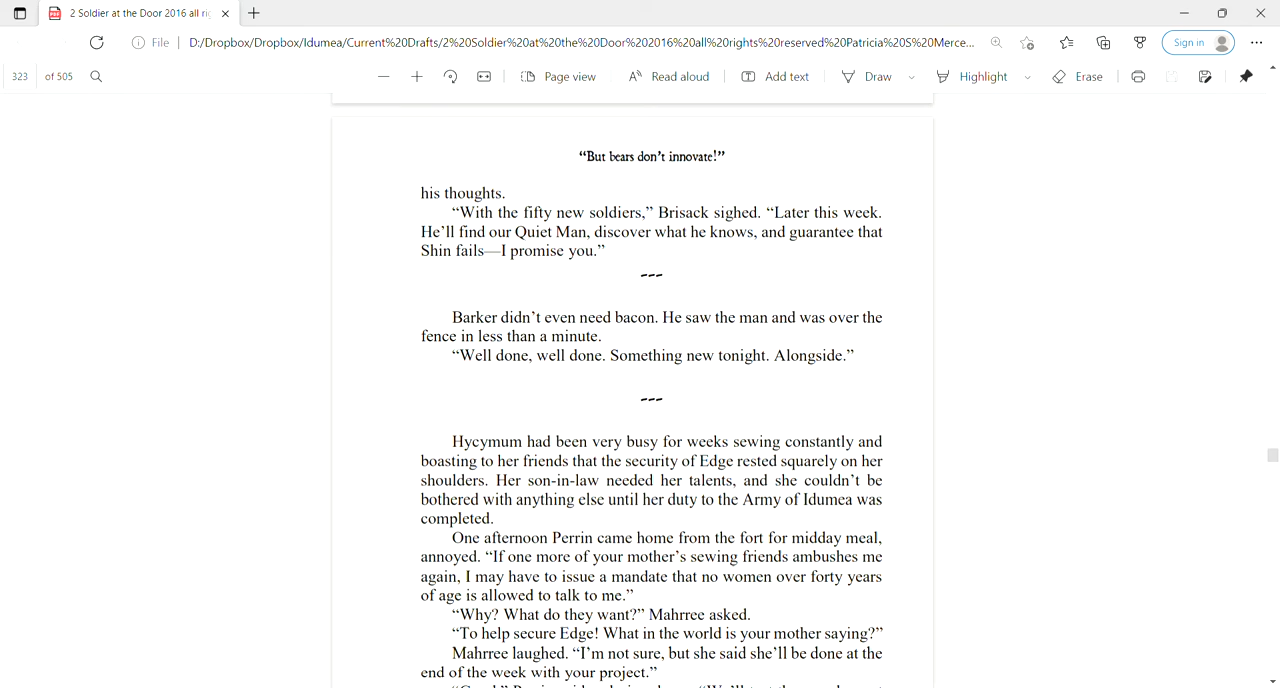 2 Soldier at the Door 2016 all ri
File
D:/Dropbox/Dropbox/Idumea/Current%20Drafts/2%20Soldier%20at%20the%20Door%202016%20all%20rights%20reserved%20Patricia%20S%20Merce...
Sign in
323 of 505
Page view
Read aloud
Add text
Draw
Highlight
Erase
“But bears don’t innovate!”
his thoughts.
“With the fifty new soldiers,” Brisack sighed. “Later this week.
He’ll find our Quiet Man, discover what he knows, and guarantee that
Shin fails—I promise you.”
---
Barker didn’t even need bacon. He saw the man and was over the
fence in less than a minute.
“Well done, well done. Something new tonight. Alongside.”
---
Hycymum had been very busy for weeks sewing constantly and
boasting to her friends that the security of Edge rested squarely on her
shoulders. Her son-in-law needed her talents, and she couldn’t be
bothered with anything else until her duty to the Army of Idumea was
completed.
One afternoon Perrin came home from the fort for midday meal,
annoyed. “If one more of your mother’s sewing friends ambushes me
again, I may have to issue a mandate that no women over forty years
of age is allowed to talk to me.”
“Why? What do they want?” Mahrree asked.
“To help secure Edge! What in the world is your mother saying?”
Mahrree laughed. “I’m not sure, but she said she’ll be done at the
end of the week with your project.”